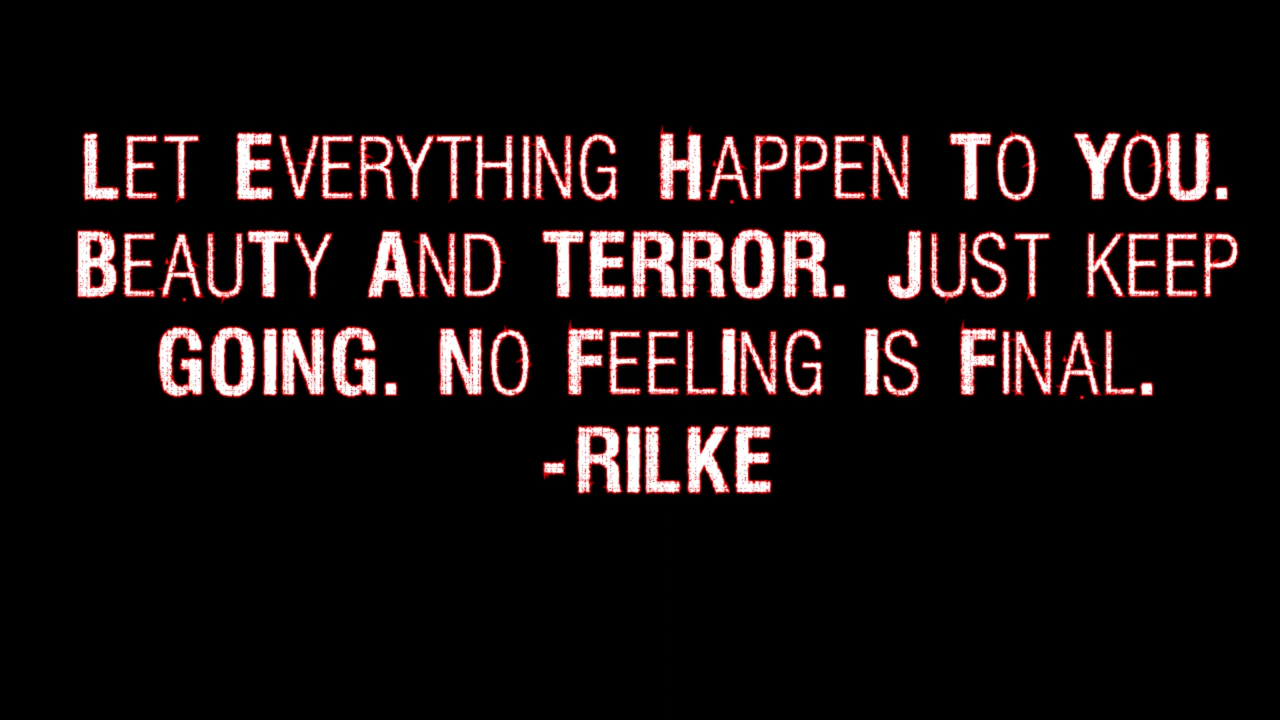 Let Everything Happen To YoU.
BeauTy And TERROR. Just keep
GOING. No FeelIng Is Final.
-RILKE